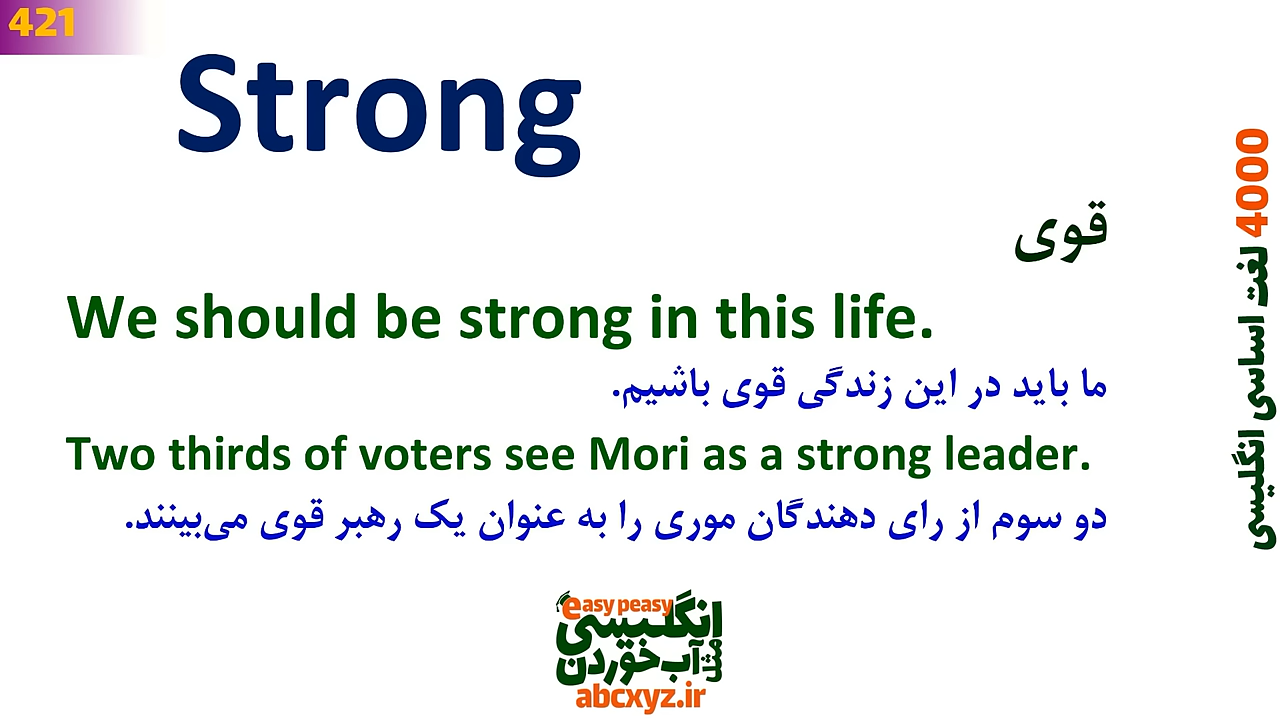 421
Strong
قوی
We should be strong in this life.
ما باید در این زندگی قوی باشیم.
Two thirds of voters see Mori as a strong leader.
دو سوم از رای دهندگان موری را به عنوان یک رهبر قوی می‌بینند.
4000 لغت اساسی انگلیسی
easy peasy
انگلیسی
مثل آب خوردن
abcxyz.ir